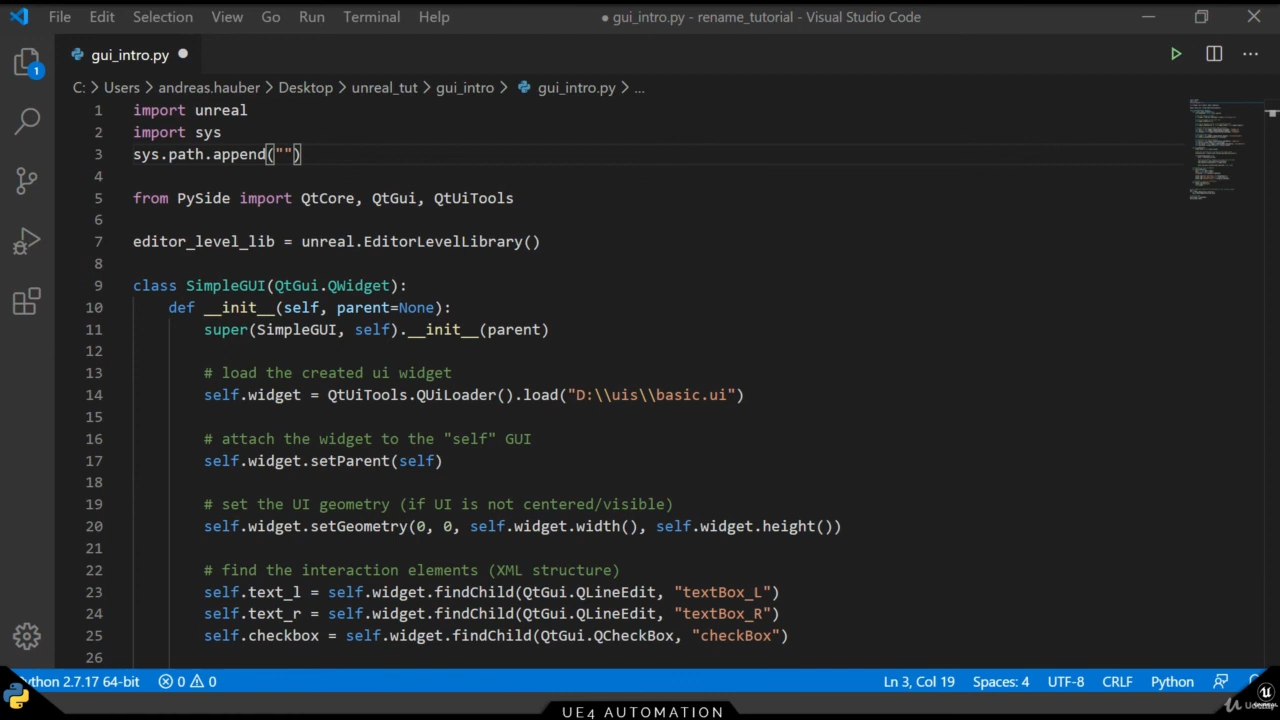 File Edit Selection View Go Run Terminal Help ● gui_intro.py - rename_tutorial - Visual Studio Code
gui_intro.py ●
C: > Users > andreas.hauber > Desktop > unreal_tut > gui_intro > gui_intro.py > ...
1
1 import unreal
2 import sys
3 sys.path.append("")
4
5 from PySide import QtCore, QtGui, QtUiTools
6
7 editor_level_lib = unreal.EditorLevelLibrary()
8
9 class SimpleGUI(QtGui.QWidget):
10 def __init__(self, parent=None):
11 super(SimpleGUI, self).__init__(parent)
12
13 # load the created ui widget
14 self.widget = QtUiTools.QUiLoader().load("D:\\uis\\basic.ui")
15
16 # attach the widget to the "self" GUI
17 self.widget.setParent(self)
18
19 # set the UI geometry (if UI is not centered/visible)
20 self.widget.setGeometry(0, 0, self.widget.width(), self.widget.height())
21
22 # find the interaction elements (XML structure)
23 self.text_l = self.widget.findChild(QtGui.QLineEdit, "textBox_L")
24 self.text_r = self.widget.findChild(QtGui.QLineEdit, "textBox_R")
25 self.checkbox = self.widget.findChild(QtGui.QCheckBox, "checkBox")
26
ython 2.7.17 64-bit 0 0 Ln 3, Col 19 Spaces: 4 UTF-8 CRLF Python
UE4 AUTOMATION